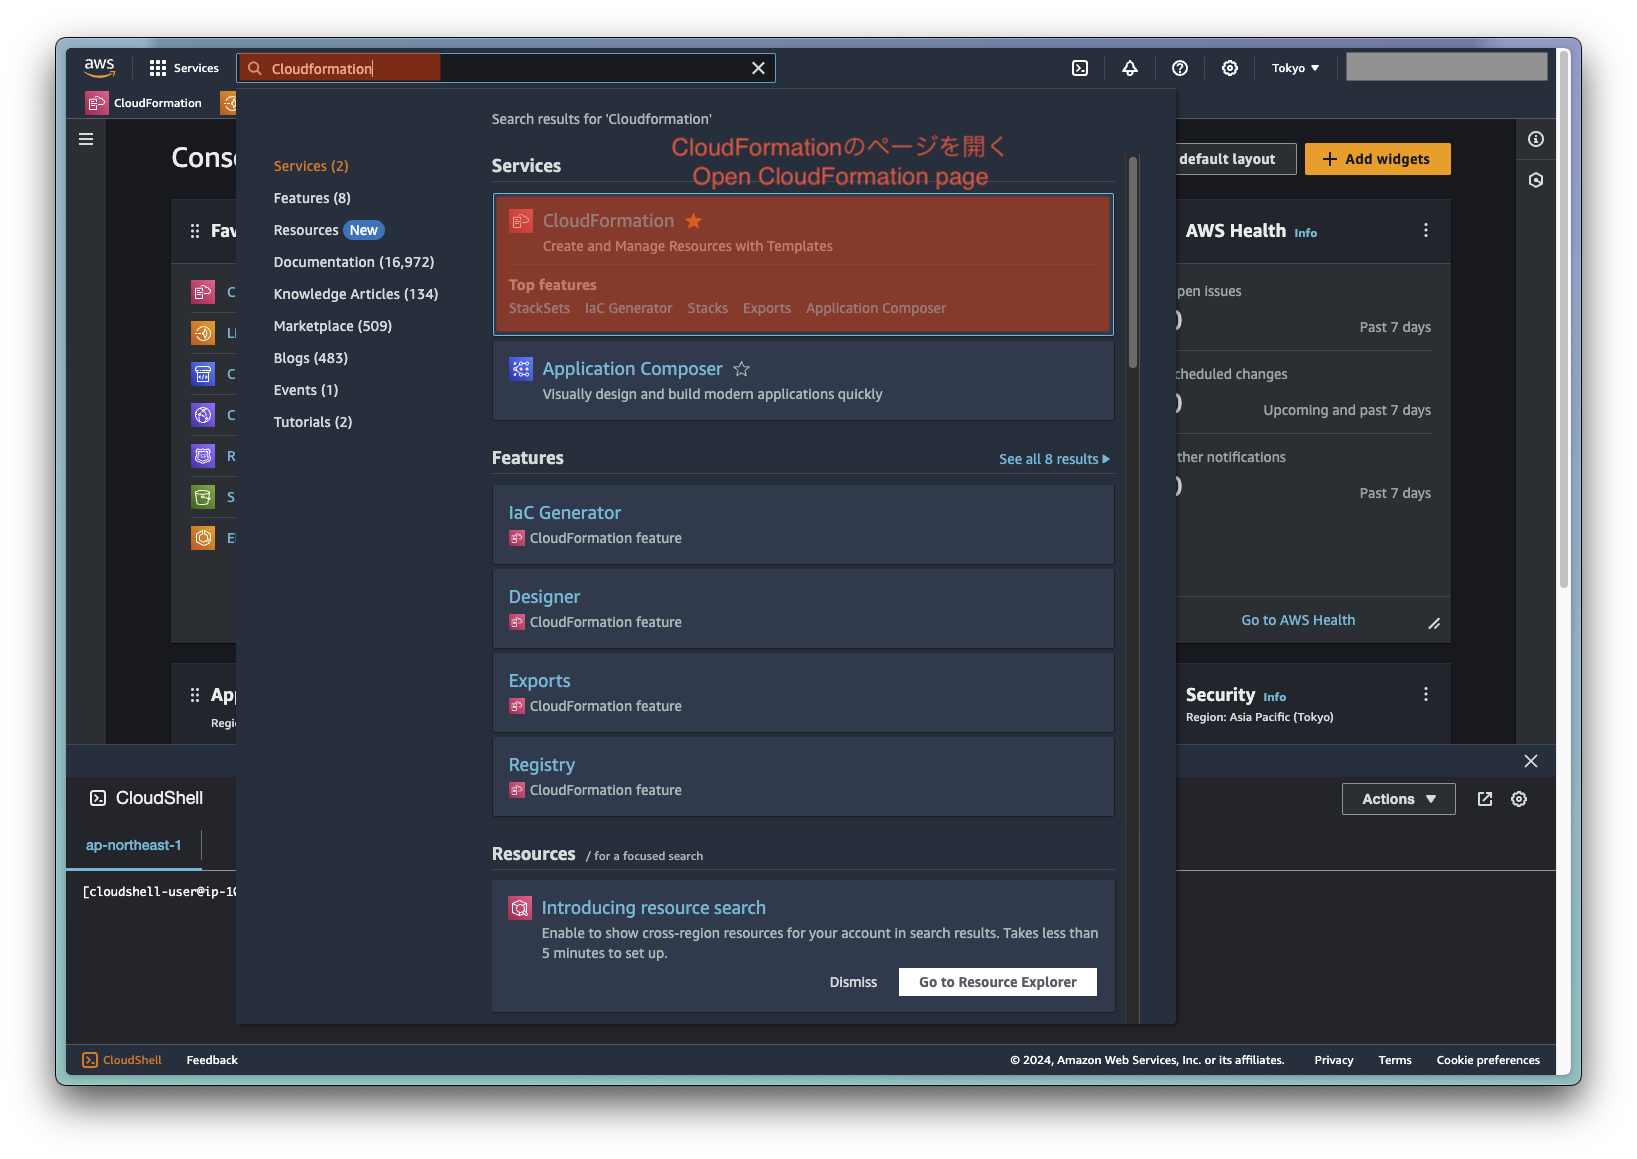 aws
Services
Cloudformation
Tokyo
CloudFormation
Search results for 'Cloudformation'
CloudFormationのページを開く
Open CloudFormation page
Services (2)
Features (8)
Resources New
Documentation (16,972)
Knowledge Articles (134)
Marketplace (509)
Blogs (483)
Events (1)
Tutorials (2)
Services
CloudFormation
Create and Manage Resources with Templates
Top features
StackSets IaC Generator Stacks Exports Application Composer
Application Composer
Visually design and build modern applications quickly
Features
See all 8 results
IaC Generator
CloudFormation feature
Designer
CloudFormation feature
Exports
CloudFormation feature
Registry
CloudFormation feature
Resources / for a focused search
Introducing resource search
Enable to show cross-region resources for your account in search results. Takes less than
5 minutes to set up.
Dismiss
Go to Resource Explorer
default layout
Add widgets
AWS Health Info
pen issues
Past 7 days
cheduled changes
Upcoming and past 7 days
ther notifications
Past 7 days
Go to AWS Health
Security Info
Region: Asia Pacific (Tokyo)
CloudShell
Actions
ap-northeast-1
[cloudshell-user@ip-10
CloudShell
Feedback
© 2024, Amazon Web Services, Inc. or its affiliates.
Privacy
Terms
Cookie preferences